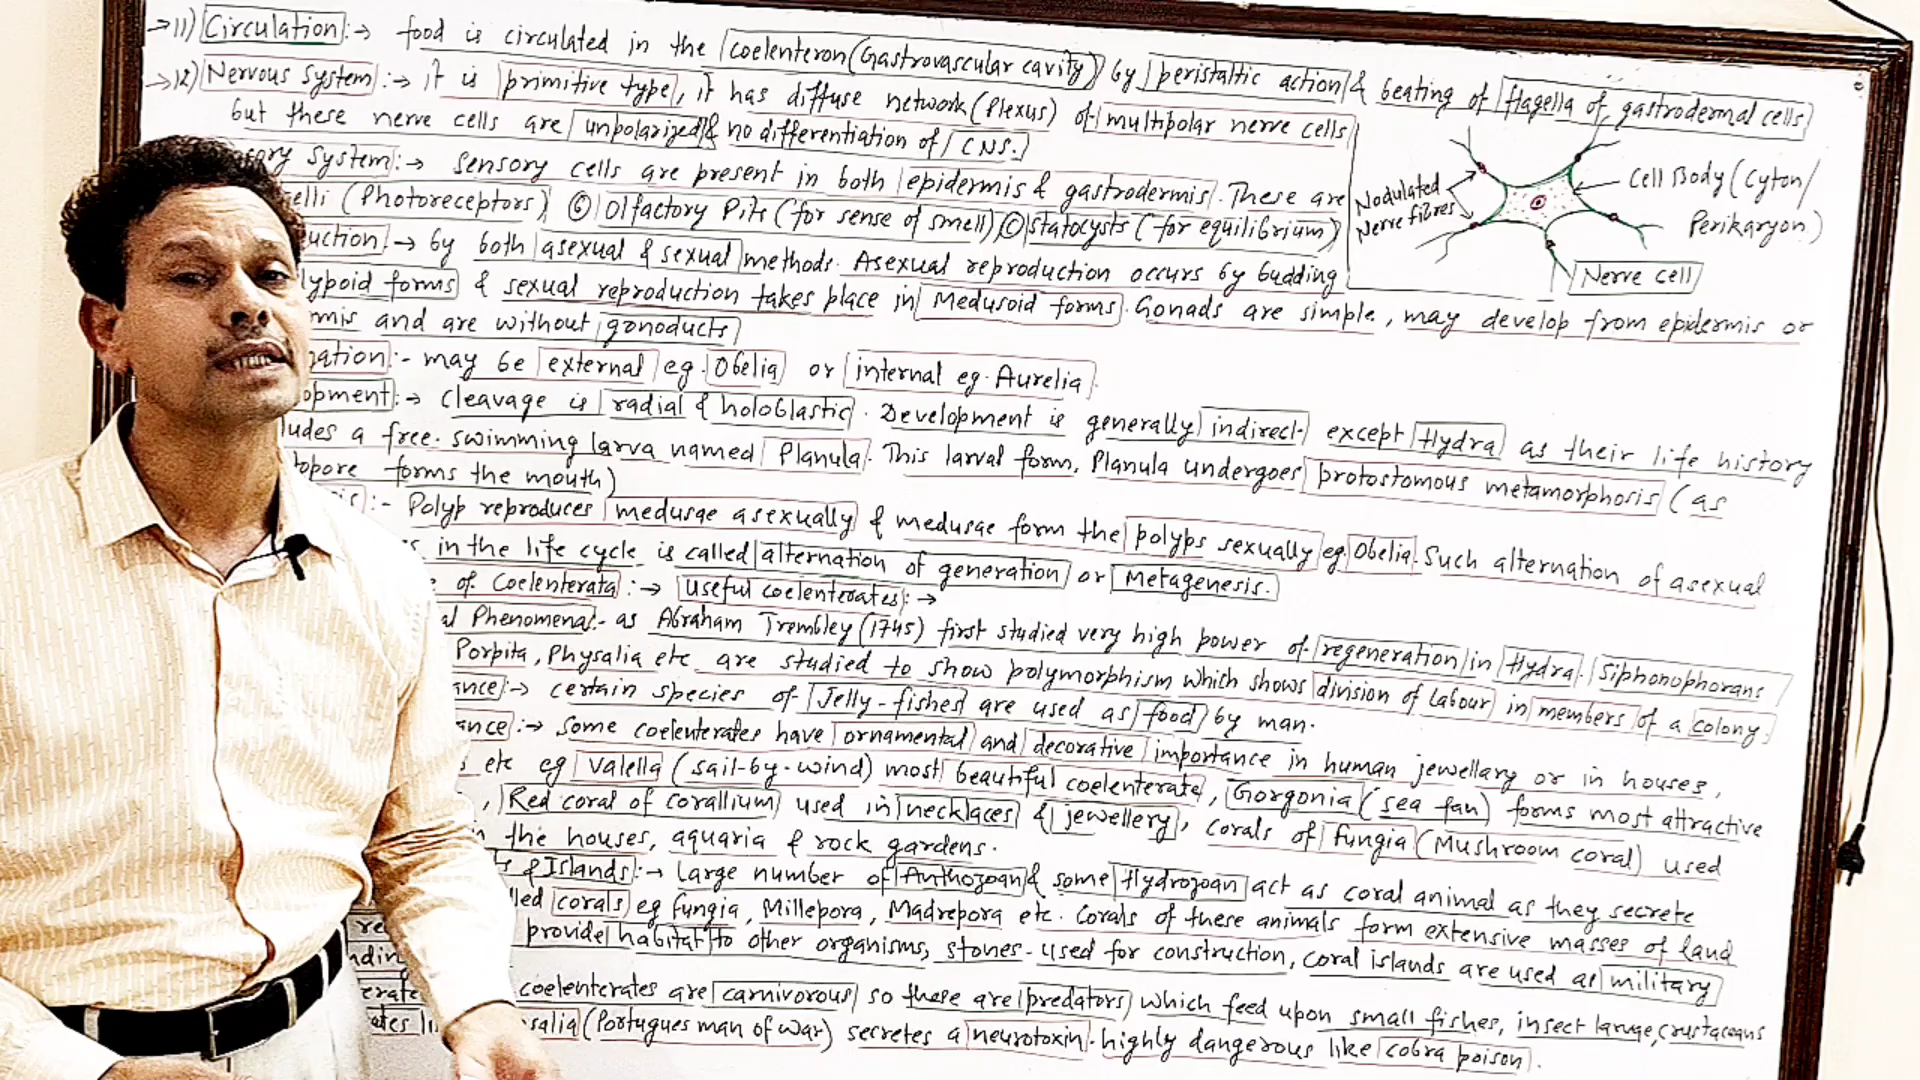 →11) Circulation :→ food is circulated in the coelenteron (Gastrovascular cavity) by peristaltic action & beating of flagella of gastrodermal cells
→12) Nervous System :→ it is primitive type, it has diffuse network (Plexus) of multipolar nerve cells
but these nerve cells are unpolarized & no differentiation of CNS.
sory System :→ Sensory cells are present in both epidermis & gastrodermis. These are
elli (Photoreceptors) ⓑ Olfactory Pits (for sense of smell), ⓒ Statocysts (for equilibrium)
uction :→ by both asexual & sexual methods. Asexual reproduction occurs by budding
lypoid forms & sexual reproduction takes place in Medusoid forms. Gonads are simple, may develop from epidermis or
rmis and are without gonoducts
Nodulated Nerve fibres
Cell Body (Cyton/
Perikaryon)
Nerve cell
ation :- may be external eg. Obelia or internal eg. Aurelia.
opment :→ Cleavage is radial & holoblastic. Development is generally indirect except Hydra as their life history
ludes a free-swimming larva named Planula. This larval form, Planula undergoes protostomous metamorphosis (as
topore forms the mouth)
sis :- Polyp reproduces medusae asexually & medusae form the polyps sexually eg. Obelia. Such alternation of asexual
s in the life cycle is called alternation of generation or Metagenesis.
e of Coelenterata :→ Useful coelenterates :→
al Phenomena :- as Abraham Trembley (1745) first studied very high power of regeneration in Hydra. Siphonophorans
Porpita, Physalia etc are studied to show polymorphism which shows division of labour in members of a colony.
ance :→ certain species of Jelly-fishes are used as food by man.
ance :→ Some coelenterates have ornamental and decorative importance in human jewellary or in houses,
s etc eg Valella (sail-by-wind) most beautiful coelenterate, Gorgonia (sea fan) forms most attractive
, Red coral of corallium used in necklaces & jewellery, corals of Fungia (Mushroom coral) used
n the houses, aquaria & rock gardens.
ts & Islands :→ Large number of Anthozoan & some Hydrozoan act as coral animal as they secrete
lled corals eg Fungia, Millepora, Madrepora etc. Corals of these animals form extensive masses of land
re provide habitat to other organisms, stones- used for construction, coral islands are used as military
ndin
erate coelenterates are carnivorous so these are predators which feed upon small fishes, insect larvae, crustaceans
ates li salia (Portugues man of war) secretes a neurotoxin- highly dangerous like cobra poison.